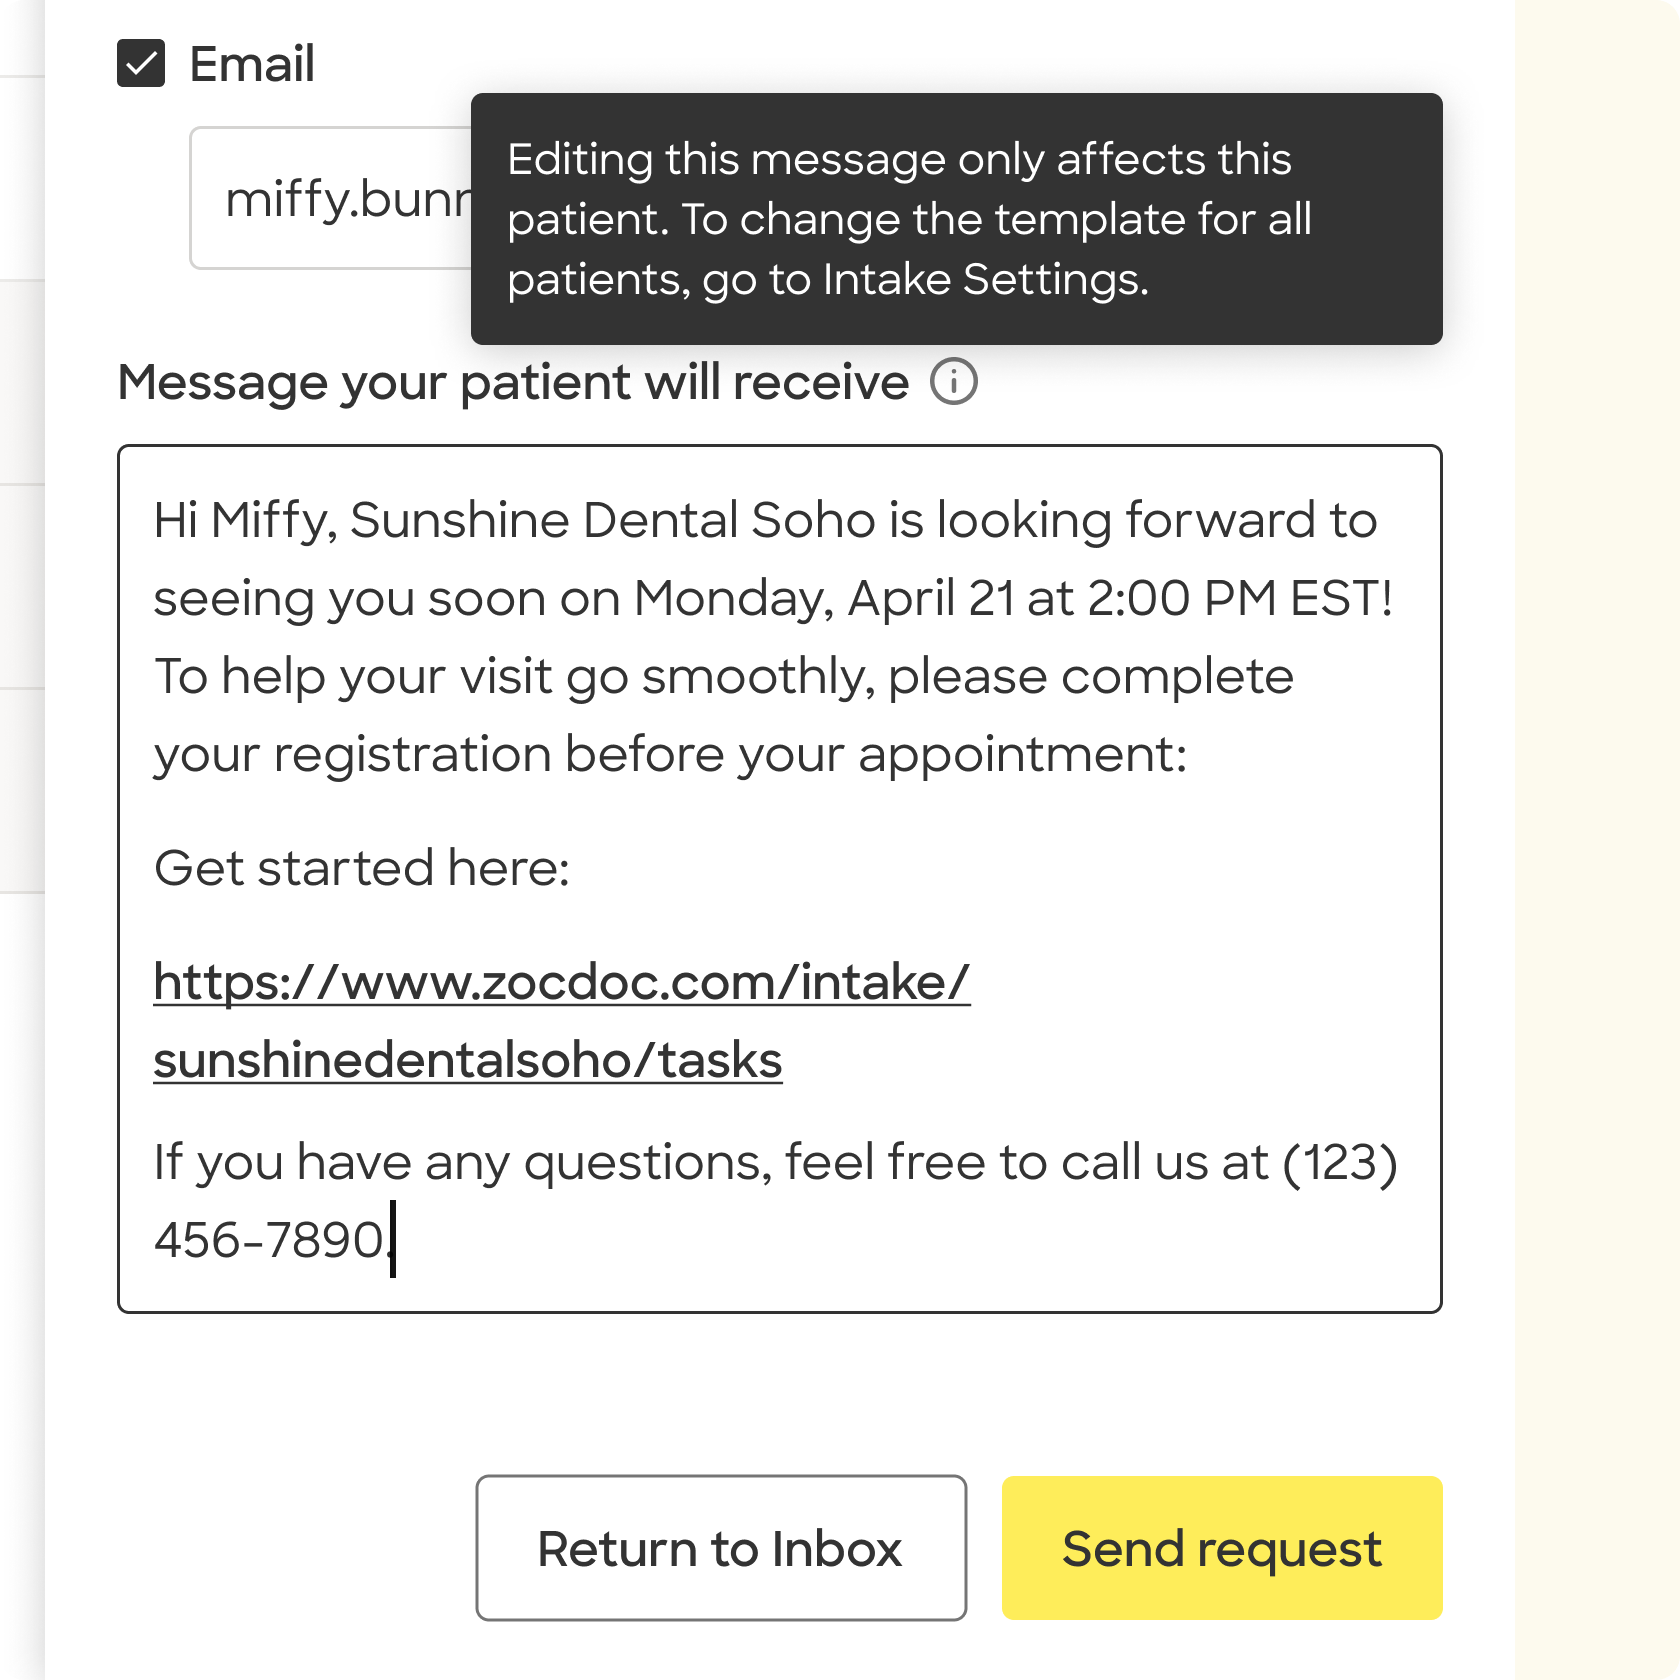 Email
Editing this message only affects this
patient. To change the template for all
patients, go to Intake Settings.
Message your patient will receive
Hi Miffy, Sunshine Dental Soho is looking forward to
seeing you soon on Monday, April 21 at 2:00 PM EST!
To help your visit go smoothly, please complete
your registration before your appointment:
Get started here:
https://www.zocdoc.com/intake/
sunshinedentalsoho/tasks
If you have any questions, feel free to call us at (123)
456-7890.
Return to Inbox
Send request